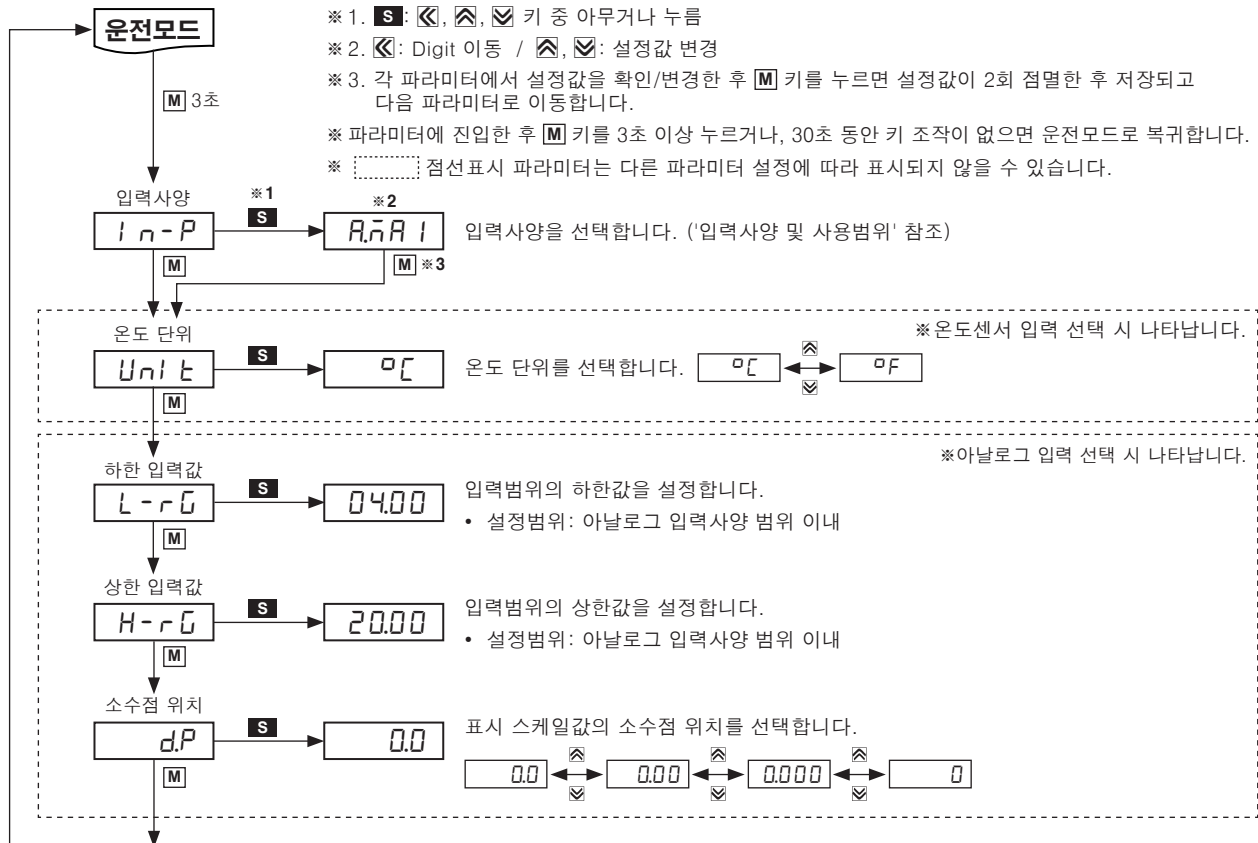 운전모드
※ 1. S: «, ︽, ︾ 키 중 아무거나 누름
※ 2. «: Digit 이동 / ︽, ︾: 설정값 변경
※ 3. 각 파라미터에서 설정값을 확인/변경한 후 M 키를 누르면 설정값이 2회 점멸한 후 저장되고
다음 파라미터로 이동합니다.
M 3초
※ 파라미터에 진입한 후 M 키를 3초 이상 누르거나, 30초 동안 키 조작이 없으면 운전모드로 복귀합니다.
※ 점선표시 파라미터는 다른 파라미터 설정에 따라 표시되지 않을 수 있습니다.
입력사양 ※1 ※2
In-P S A.mA1 입력사양을 선택합니다. ('입력사양 및 사용범위' 참조)
M M ※3
※온도센서 입력 선택 시 나타납니다.
온도 단위
UnIt S °C 온도 단위를 선택합니다. °C ︽ ︾ °F
M
※아날로그 입력 선택 시 나타납니다.
하한 입력값
L-rG S 04.00 입력범위의 하한값을 설정합니다.
• 설정범위: 아날로그 입력사양 범위 이내
M
상한 입력값
H-rG S 20.00 입력범위의 상한값을 설정합니다.
• 설정범위: 아날로그 입력사양 범위 이내
M
소수점 위치
d.P S 0.0 표시 스케일값의 소수점 위치를 선택합니다.
M 0.0 ︽ ︾ 0.00 ︽ ︾ 0.000 ︽ ︾ 0